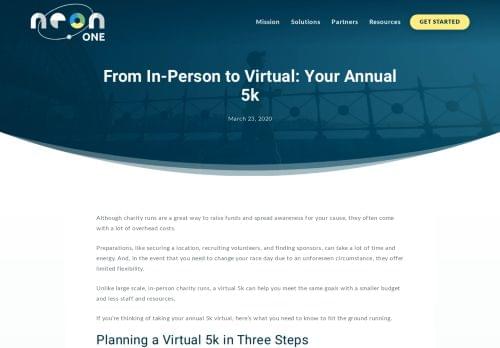 neon
ONE
Mission Solutions Partners Resources GET STARTED
From In-Person to Virtual: Your Annual
5k
March 23, 2020
Although charity runs are a great way to raise funds and spread awareness for your cause, they often come
with a lot of overhead costs.
Preparations, like securing a location, recruiting volunteers, and finding sponsors, can take a lot of time and
energy. And, in the event that you need to change your race day due to an unforeseen circumstance, they offer
limited flexibility.
Unlike large scale, in-person charity runs, a virtual 5k can help you meet the same goals with a smaller budget
and less staff and resources.
If you're thinking of taking your annual 5k virtual, here's what you need to know to hit the ground running.
Planning a Virtual 5k in Three Steps